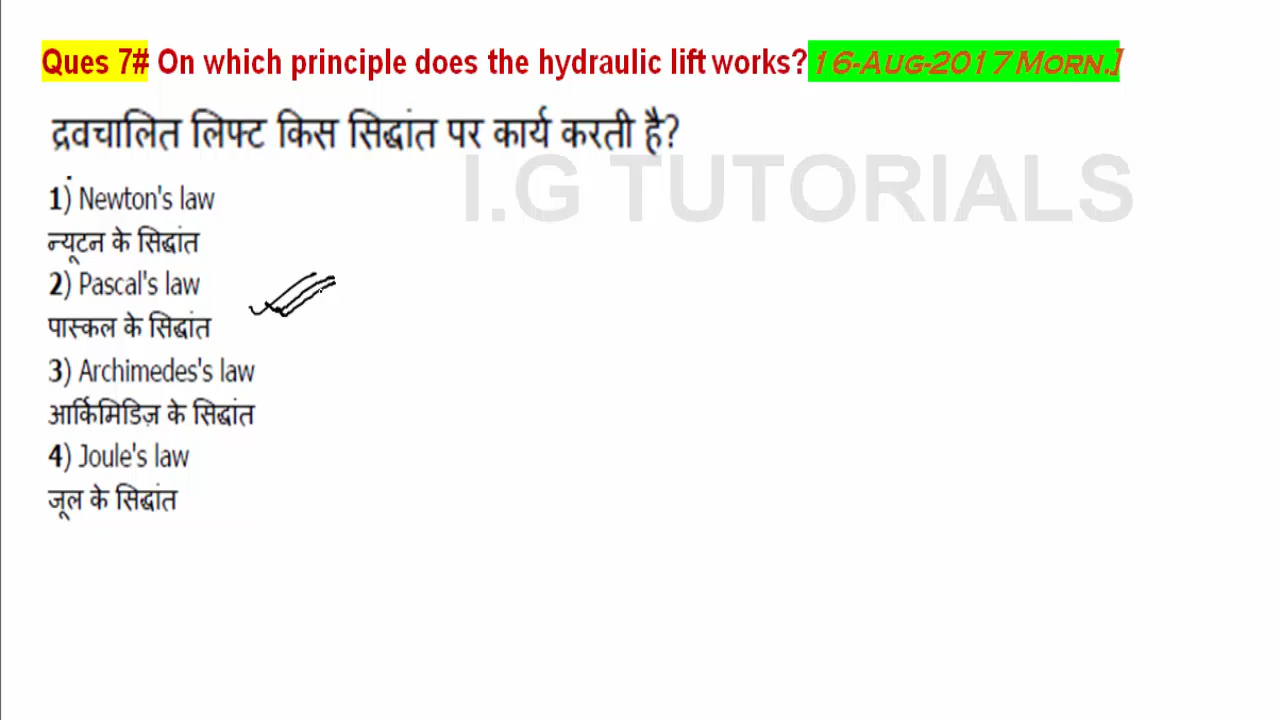 Ques 7# On which principle does the hydraulic lift works? 16-Aug-2017 Morn.]
द्रवचालित लिफ्ट किस सिद्धांत पर कार्य करती है?
I.G TUTORIALS
1) Newton's law
न्यूटन के सिद्धांत
2) Pascal's law
पास्कल के सिद्धांत
3) Archimedes's law
आर्किमिडिज़ के सिद्धांत
4) Joule's law
जूल के सिद्धांत